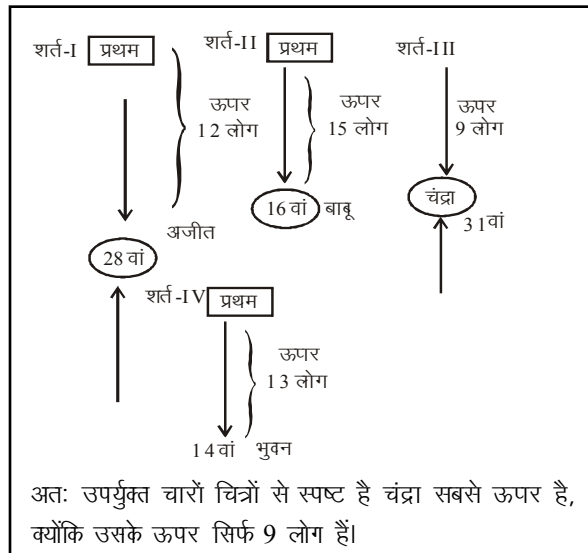 शर्त-I प्रथम
ऊपर
12 लोग
अजीत
28 वां
शर्त-II प्रथम
ऊपर
15 लोग
16 वां बाबू
शर्त-III
ऊपर
9 लोग
चंद्रा
31वां
शर्त-IV प्रथम
ऊपर
13 लोग
14वां भुवन
अतः उपर्युक्त चारों चित्रों से स्पष्ट है चंद्रा सबसे ऊपर है,
क्योंकि उसके ऊपर सिर्फ 9 लोग हैं।